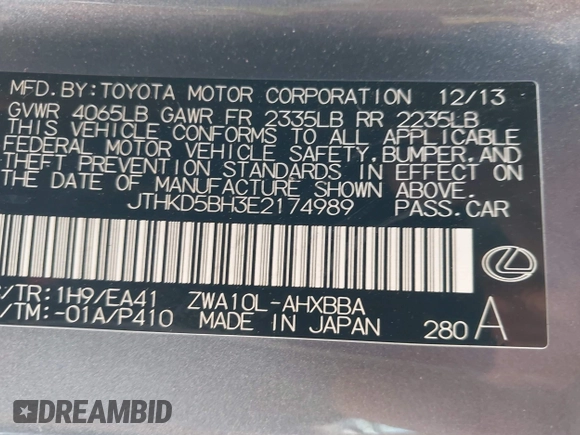 MFD.BY:TOYOTA MOTOR CORPORATION 12/13
GVWR 4065LB GAWR FR 2335LB RR 2235LB
THIS VEHICLE CONFORMS TO ALL APPLICABLE
FEDERAL MOTOR VEHICLE SAFETY,BUMPER,AND
THEFT PREVENTION STANDARDS IN EFFECT ON
THE DATE OF MANUFACTURE SHOWN ABOVE.
JTHKD5BH3E2174989 PASS.CAR
/TR:1H9/EA41 ZWA10L-AHXBBA
/TM:-01A/P410 MADE IN JAPAN 280A
DREAMBID